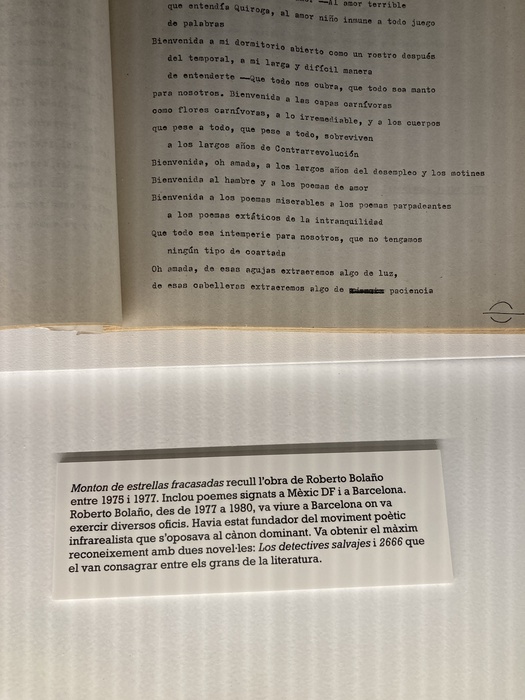 —Al amor terrible
que entendía Quiroga, al amor niño inmune a todo juego
de palabras
Bienvenida a mi dormitorio abierto como un rostro después
del temporal, a mi larga y difícil manera
de entenderte —Que todo nos cubra, que todo sea manto
para nosotros. Bienvenida a las capas carnívoras
como flores carnívoras, a lo irremediable, y a los cuerpos
que pese a todo, que pese a todo, sobreviven
a los largos años de Contrarrevolución
Bienvenida, oh amada, a los largos años del desempleo y los motines
Bienvenida al hambre y a los poemas de amor
Bienvenida a los poemas miserables a los poemas parpadeantes
a los poemas extáticos de la intranquilidad
Que todo sea intemperie para nosotros, que no tengamos
ningún tipo de coartada
Oh amada, de esas agujas extraeremos algo de luz,
de esas cabelleras extraeremos algo de paciencia
Monton de estrellas fracasadas recull l'obra de Roberto Bolaño
entre 1975 i 1977. Inclou poemes signats a Mèxic DF i a Barcelona.
Roberto Bolaño, des de 1977 a 1980, va viure a Barcelona on va
exercir diversos oficis. Havia estat fundador del moviment poètic
infrarealista que s'oposava al cànon dominant. Va obtenir el màxim
reconeixement amb dues novel·les: Los detectives salvajes i 2666 que
el van consagrar entre els grans de la literatura.